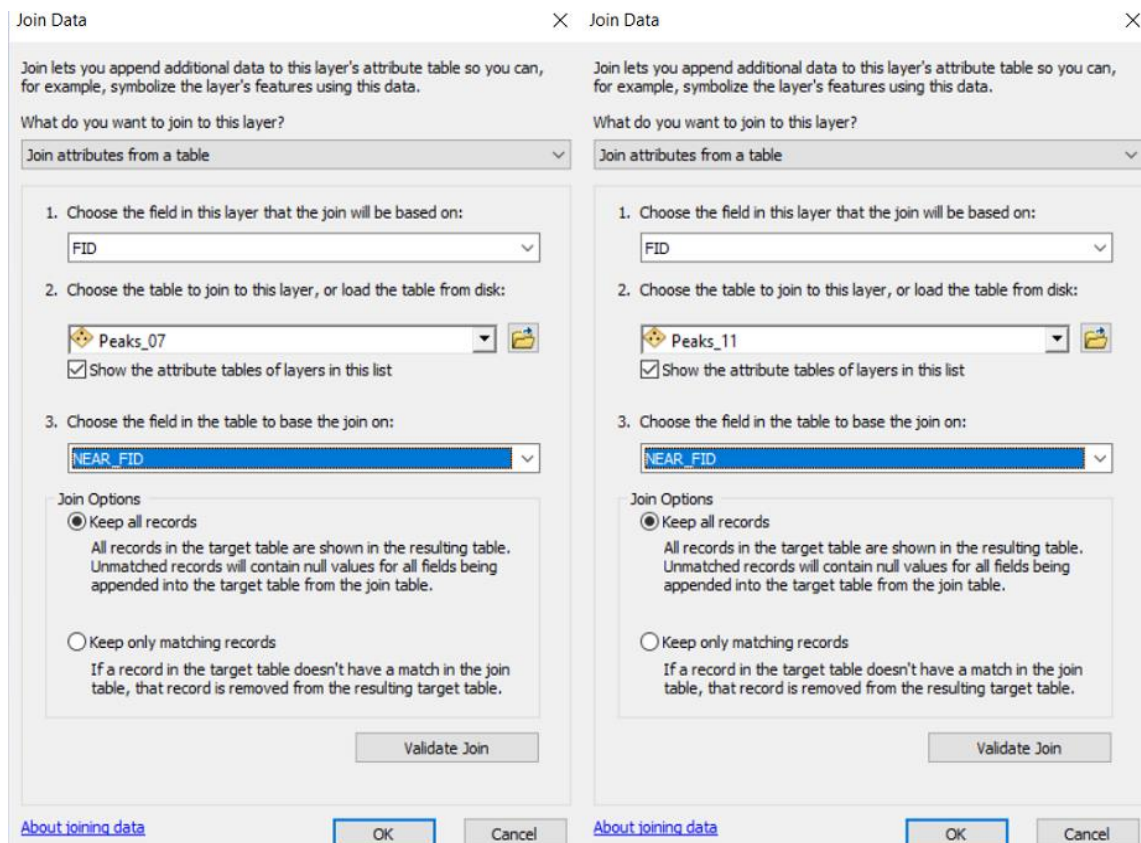 Join Data
Join lets you append additional data to this layer's attribute table so you can,
for example, symbolize the layer's features using this data.
What do you want to join to this layer?
Join attributes from a table
1. Choose the field in this layer that the join will be based on:
FID
2. Choose the table to join to this layer, or load the table from disk:
Peaks_07
Show the attribute tables of layers in this list
3. Choose the field in the table to base the join on:
NEAR_FID
Join Options
Keep all records
All records in the target table are shown in the resulting table.
Unmatched records will contain null values for all fields being
appended into the target table from the join table.
Keep only matching records
If a record in the target table doesn't have a match in the join
table, that record is removed from the resulting target table.
Validate Join
About joining data
OK
Cancel
Join Data
Join lets you append additional data to this layer's attribute table so you can,
for example, symbolize the layer's features using this data.
What do you want to join to this layer?
Join attributes from a table
1. Choose the field in this layer that the join will be based on:
FID
2. Choose the table to join to this layer, or load the table from disk:
Peaks_11
Show the attribute tables of layers in this list
3. Choose the field in the table to base the join on:
NEAR_FID
Join Options
Keep all records
All records in the target table are shown in the resulting table.
Unmatched records will contain null values for all fields being
appended into the target table from the join table.
Keep only matching records
If a record in the target table doesn't have a match in the join
table, that record is removed from the resulting target table.
Validate Join
About joining data
OK
Cancel